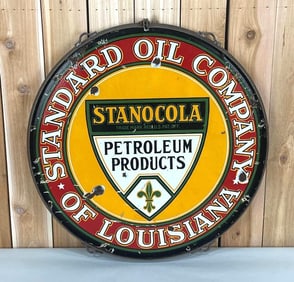 STANDARD OIL COMPANY
OF LOUISIANA
STANOCOLA
PETROLEUM
PRODUCTS